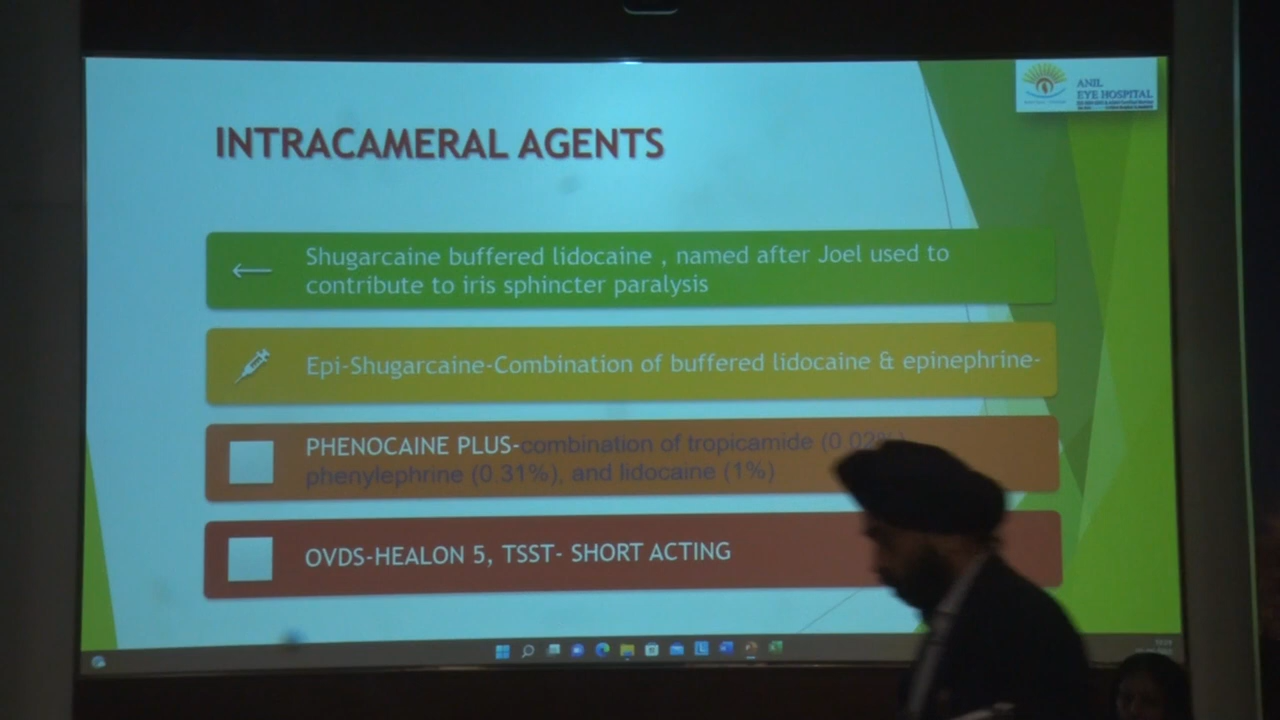 ANIL
EYE HOSPITAL
INTRACAMERAL AGENTS
Shugarcaine buffered lidocaine , named after Joel used to
contribute to iris sphincter paralysis
Epi-Shugarcaine-Combination of buffered lidocaine & epinephrine-
PHENOCAINE PLUS-combination of tropicamide (0.02%),
phenylephrine (0.31%), and lidocaine (1%)
OVDS-HEALON 5, TSST- SHORT ACTING